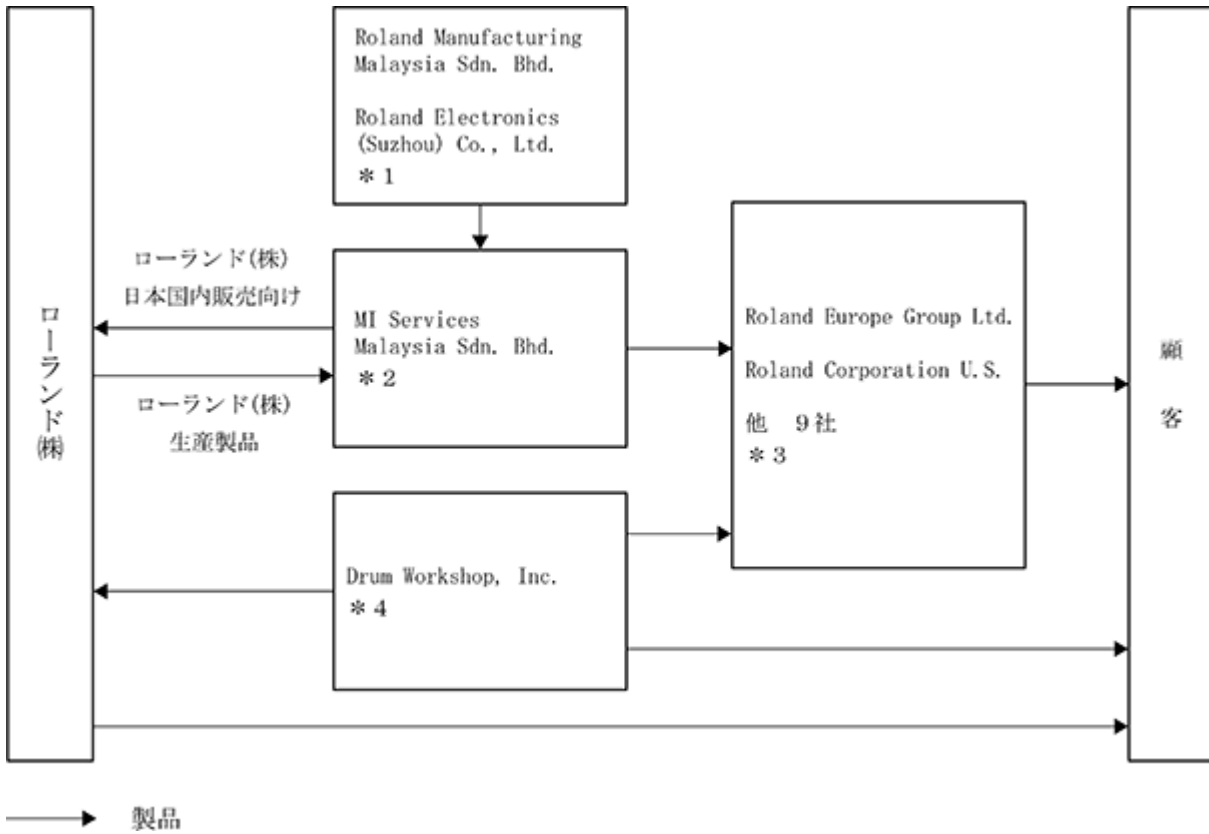 Roland Manufacturing
Malaysia Sdn. Bhd.
Roland Electronics
(Suzhou) Co., Ltd.
＊１
ローランド(株)
日本国内販売向け
ローランド(株)
生産製品
ローランド㈱
MI Services
Malaysia Sdn. Bhd.
＊２
Roland Europe Group Ltd.
Roland Corporation U.S.
他　９社
＊３
顧客
Drum Workshop, Inc.
＊４
製品